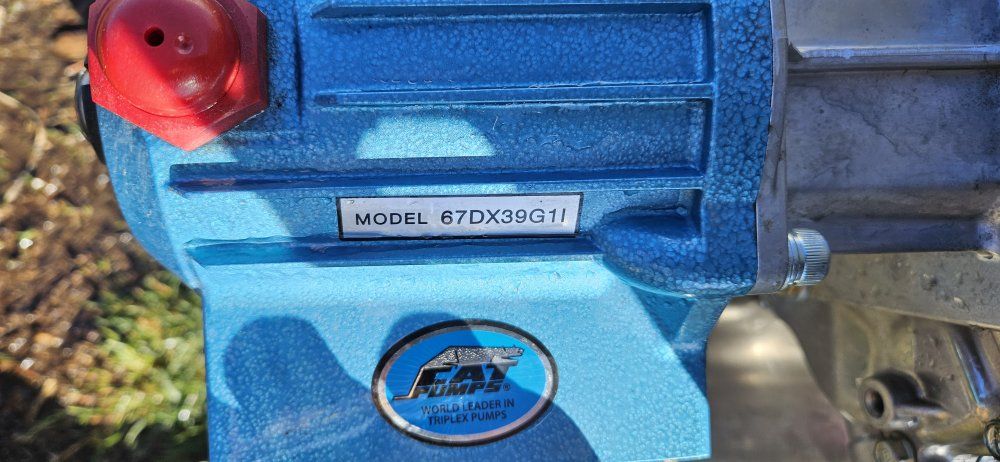 MODEL 67DX39G1I
CAT
PUMPS®
WORLD LEADER IN
TRIPLEX PUMPS